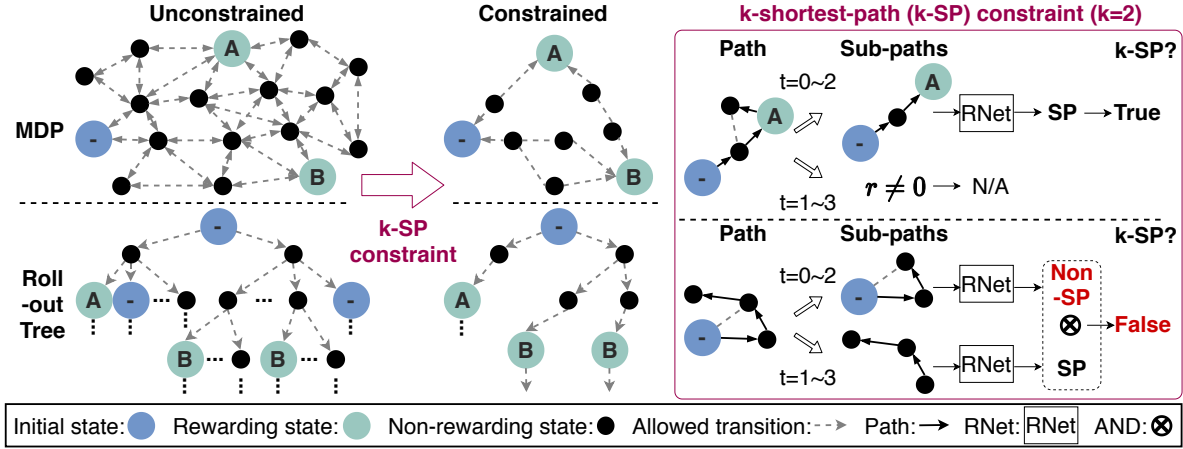 Unconstrained
Constrained
k-shortest-path (k-SP) constraint (k=2)
MDP
A
-
B
A
-
B
k-SP
constraint
Roll
-out
Tree
-
A
-
...
...
-
B
...
B
...
-
A
B
B
Path
Sub-paths
k-SP?
t=0~2
A
-
A
-
RNet
SP
True
t=1~3
r ≠ 0
N/A
Path
Sub-paths
k-SP?
t=0~2
-
-
RNet
Non
-SP
⊗
False
t=1~3
RNet
SP
Initial state: Rewarding state: Non-rewarding state: Allowed transition: Path: RNet: RNet AND: ⊗